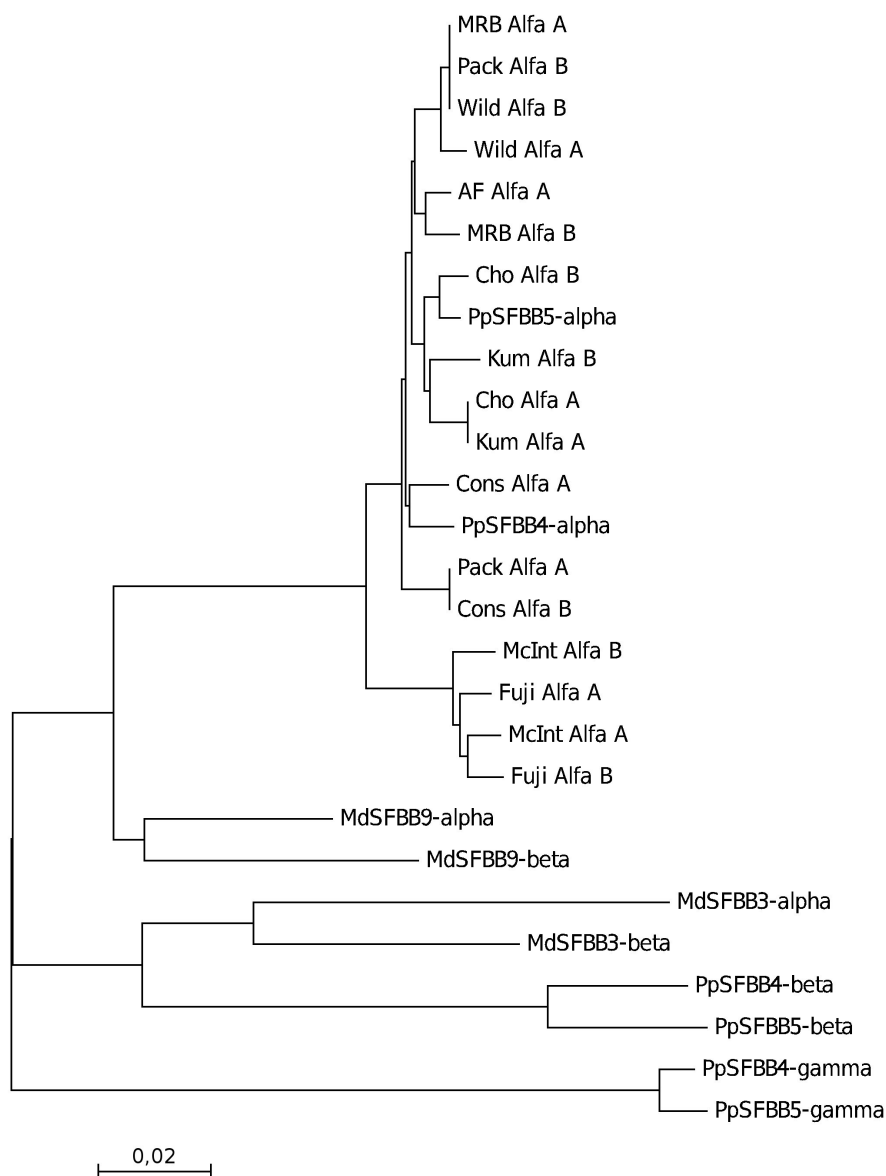 MRB Alfa A
Pack Alfa B
Wild Alfa B
Wild Alfa A
AF Alfa A
MRB Alfa B
Cho Alfa B
PpSFBB5-alpha
Kum Alfa B
Cho Alfa A
Kum Alfa A
Cons Alfa A
PpSFBB4-alpha
Pack Alfa A
Cons Alfa B
McInt Alfa B
Fuji Alfa A
McInt Alfa A
Fuji Alfa B
MdSFBB9-alpha
MdSFBB9-beta
MdSFBB3-alpha
MdSFBB3-beta
PpSFBB4-beta
PpSFBB5-beta
PpSFBB4-gamma
PpSFBB5-gamma
0,02